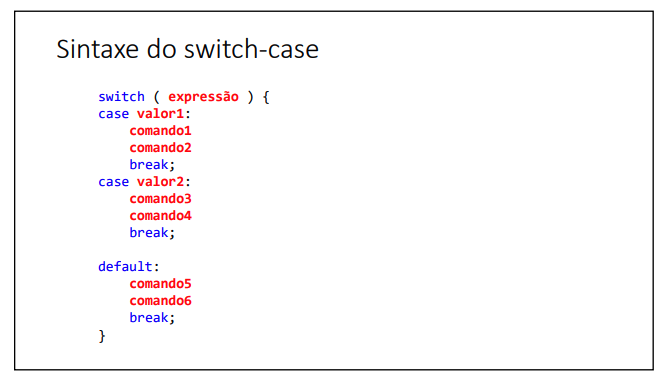 Sintaxe do switch-case
switch ( expressão ) {
case valor1:
comando1
comando2
break;
case valor2:
comando3
comando4
break;
default:
comando5
comando6
break;
}